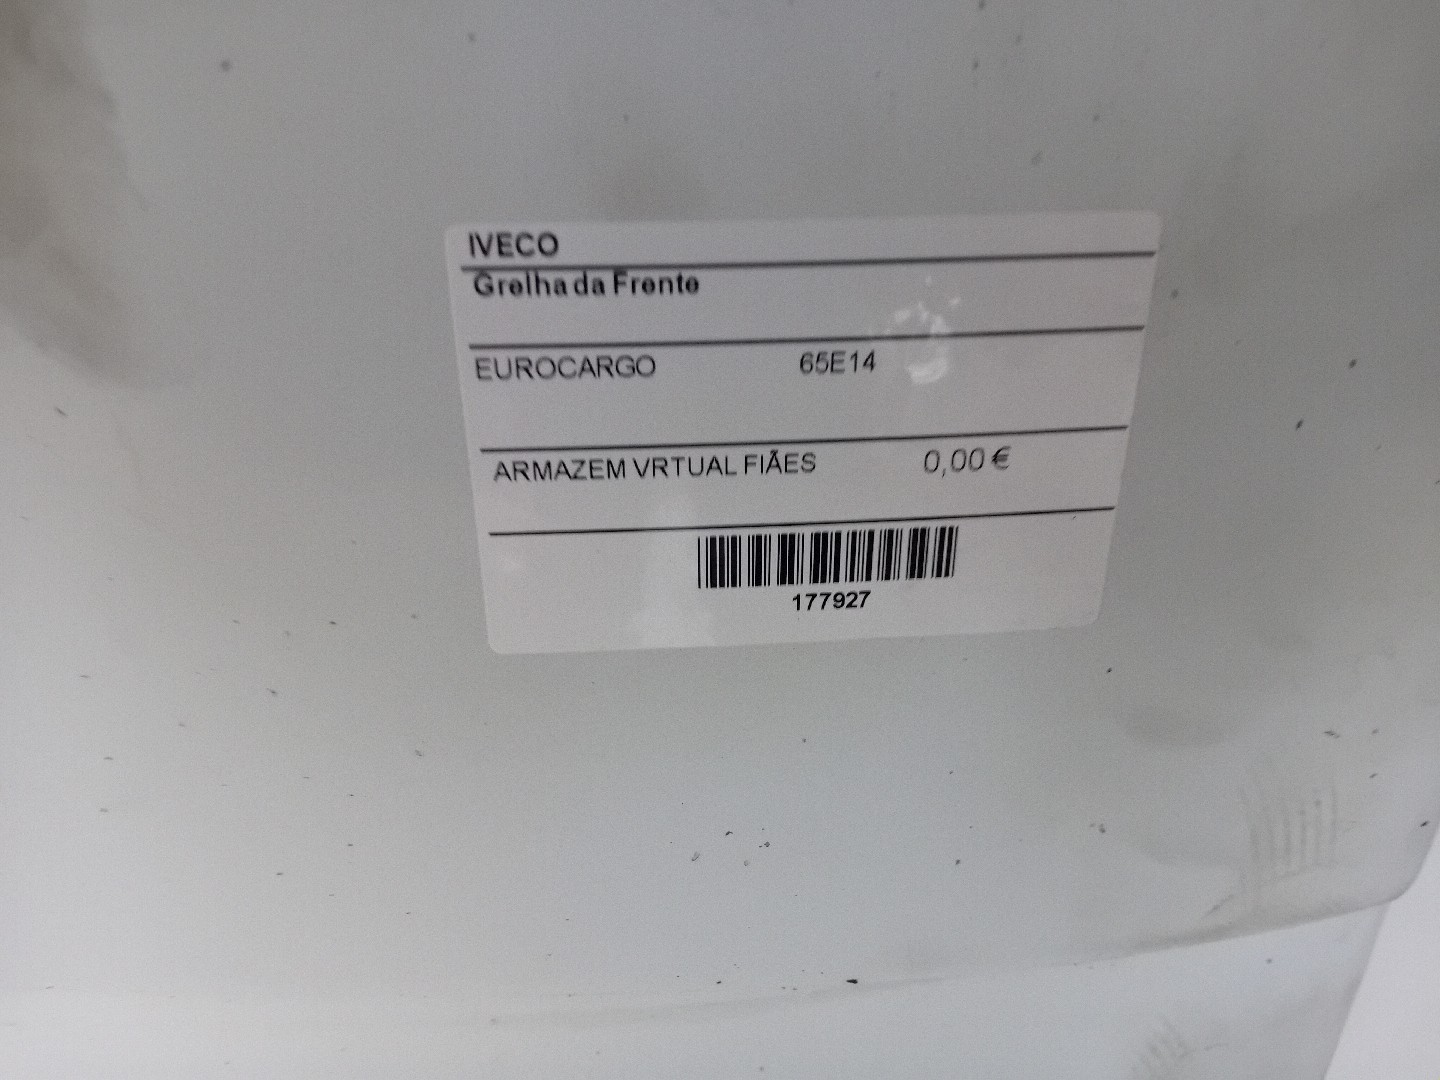 IVECO
Grelha da Frente
EUROCARGO 65E14
ARMAZEM VRTUAL FIÃES 0,00 €
177927